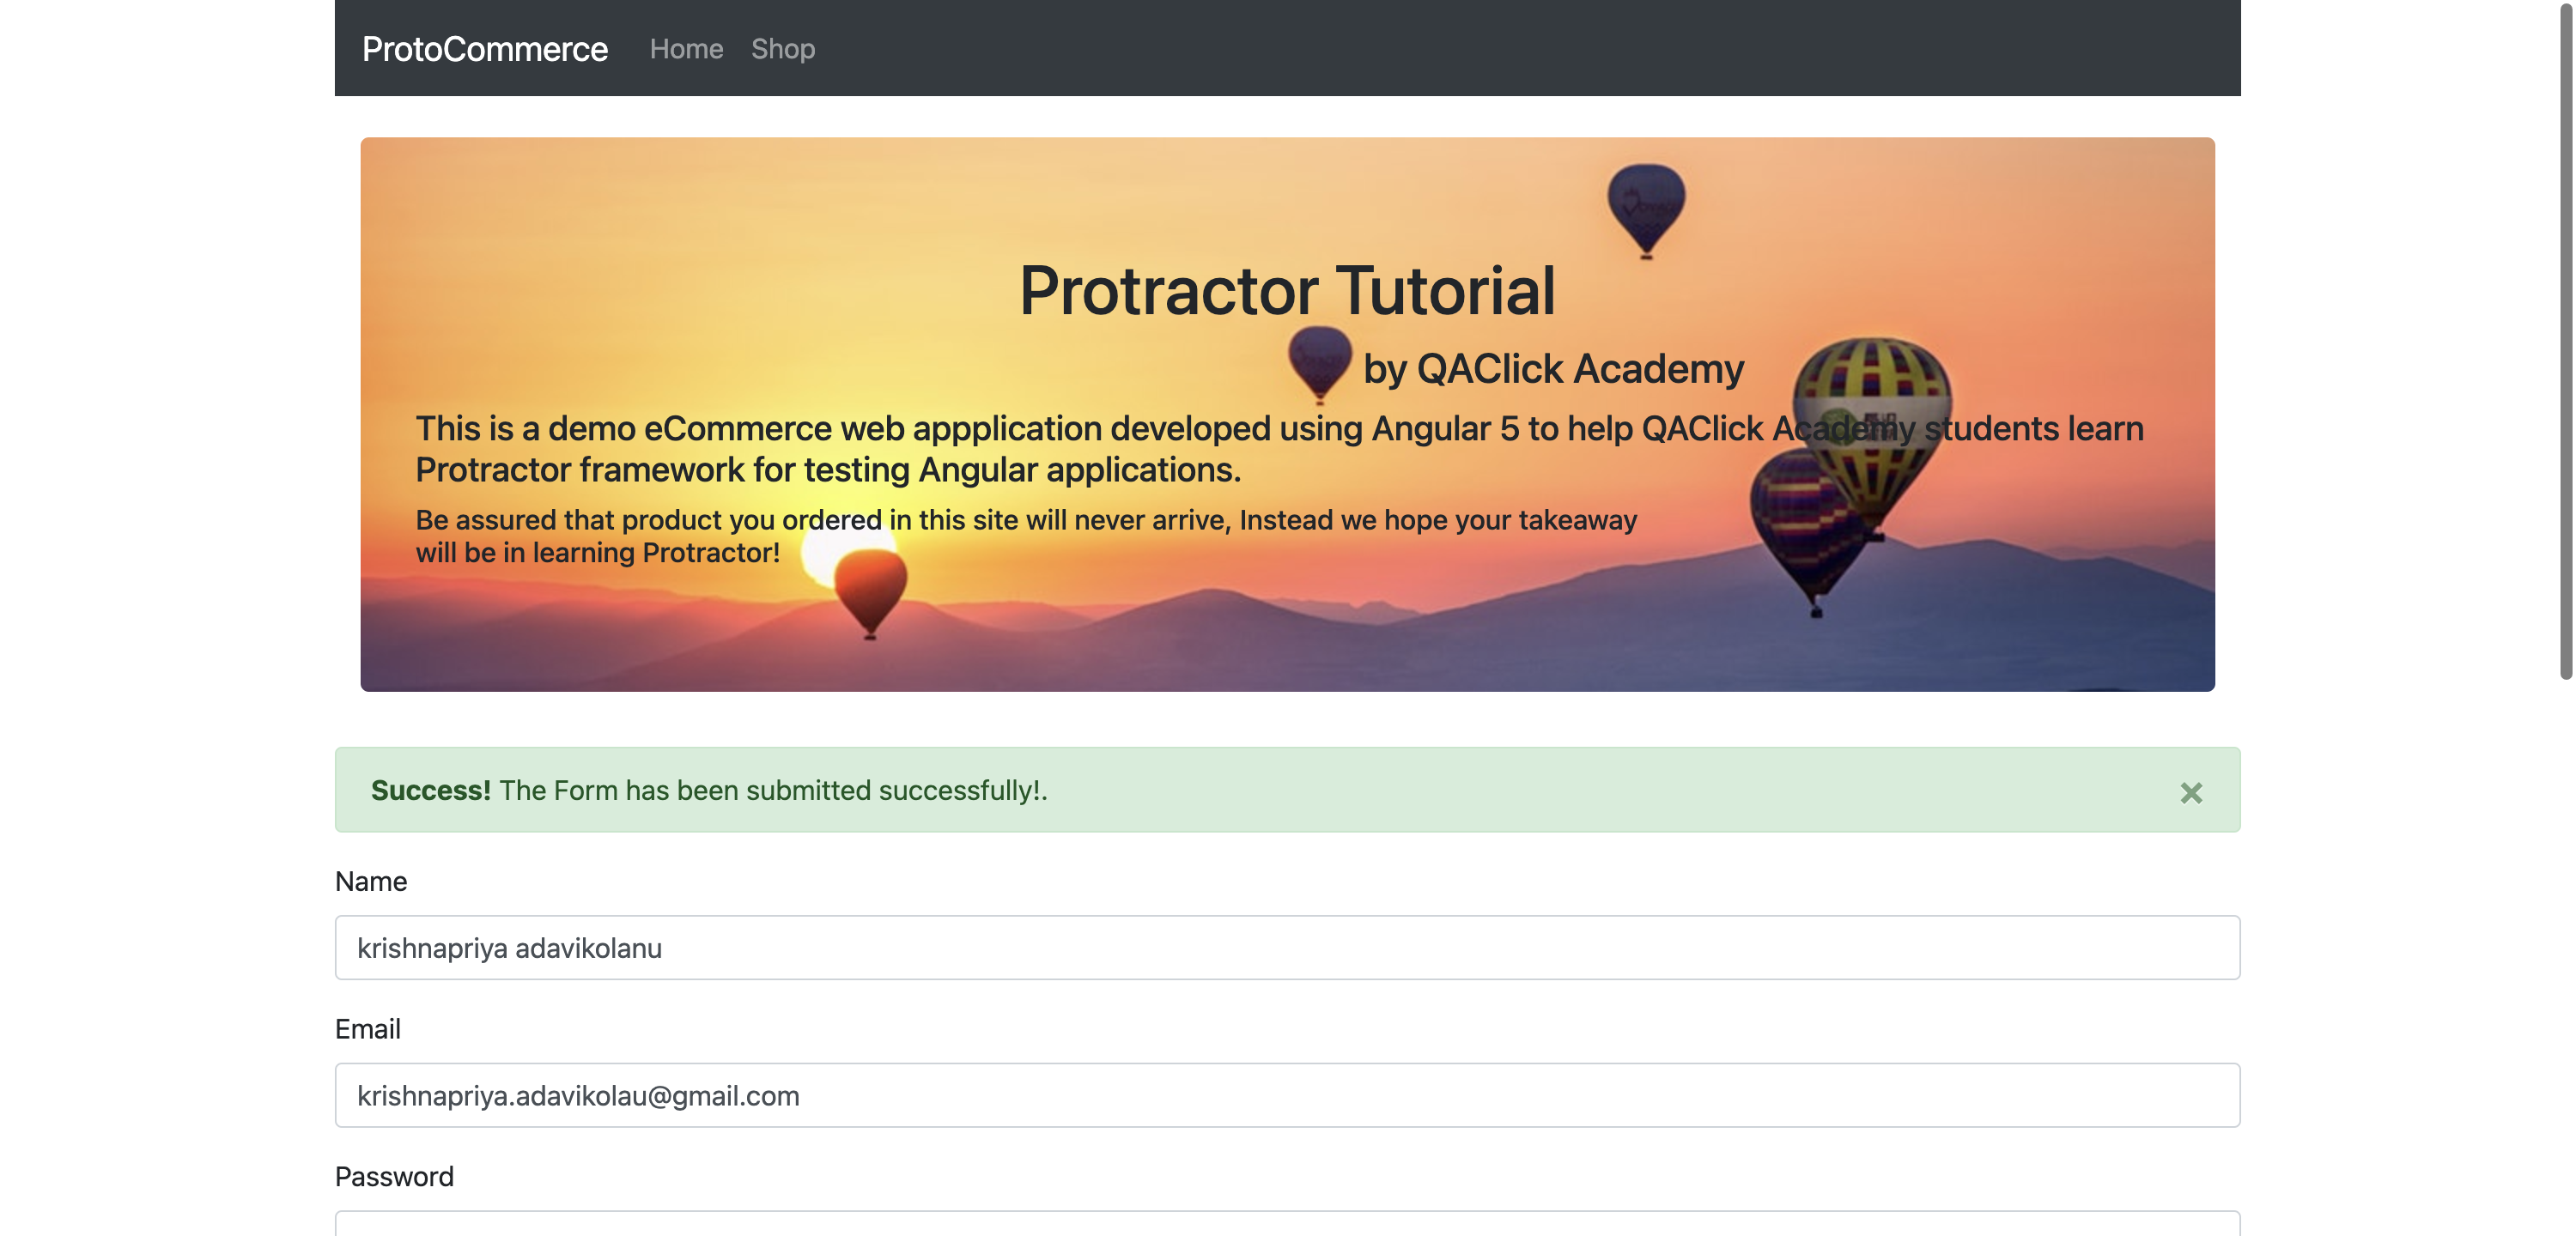 ProtoCommerce Home Shop
Protractor Tutorial
by QAClick Academy
This is a demo eCommerce web appplication developed using Angular 5 to help QAClick Academy students learn
Protractor framework for testing Angular applications.
Be assured that product you ordered in this site will never arrive, Instead we hope your takeaway
will be in learning Protractor!
Success! The Form has been submitted successfully!.
×
Name
krishnapriya adavikolanu
Email
krishnapriya.adavikolau@gmail.com
Password